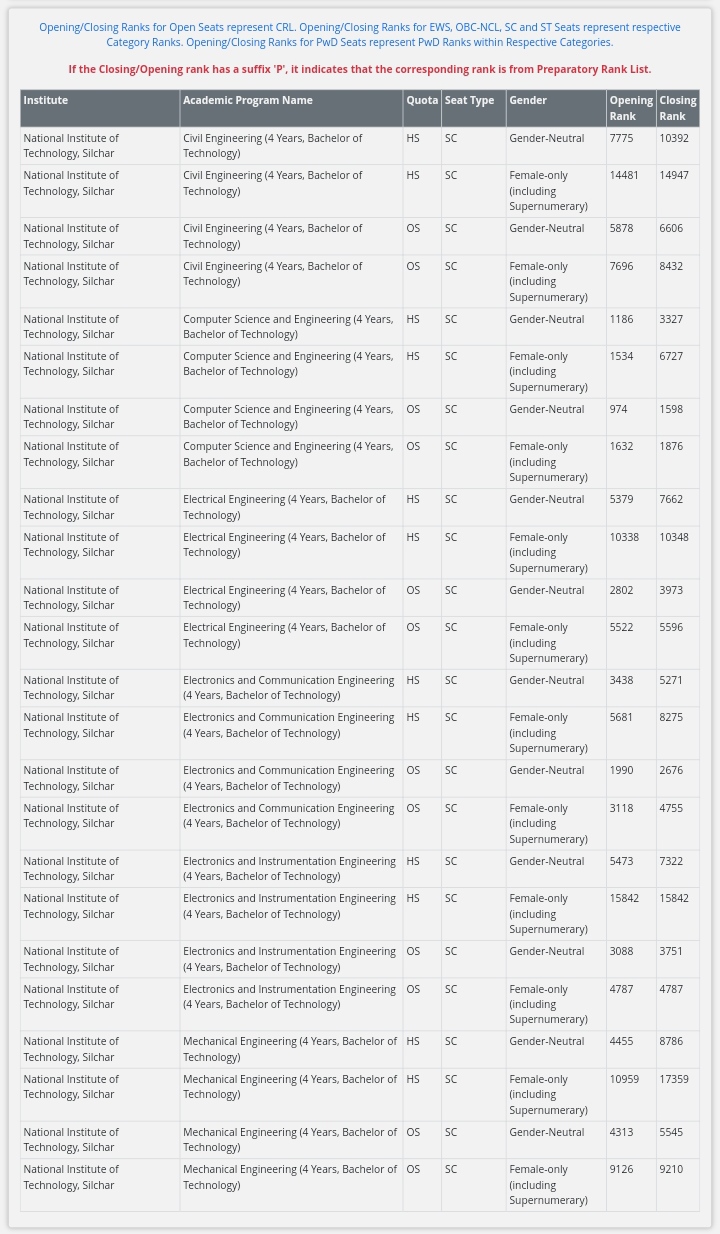 Opening/Closing Ranks for Open Seats represent CRL. Opening/Closing Ranks for EWS, OBC-NCL, SC and ST Seats represent respective
Category Ranks. Opening/Closing Ranks for PwD Seats represent PwD Ranks within Respective Categories.
If the Closing/Opening rank has a suffix 'P', it indicates that the corresponding rank is from Preparatory Rank List.
Institute Academic Program Name Quota Seat Type Gender Opening Closing
Rank Rank
National Institute of Civil Engineering (4 Years, Bachelor of HS SC Gender-Neutral 7775 10392
Technology, Silchar Technology)
National Institute of Civil Engineering (4 Years, Bachelor of HS SC Female-only 14481 14947
Technology, Silchar Technology) (including
Supernumerary)
National Institute of Civil Engineering (4 Years, Bachelor of OS SC Gender-Neutral 5878 6606
Technology, Silchar Technology)
National Institute of Civil Engineering (4 Years, Bachelor of OS SC Female-only 7696 8432
Technology, Silchar Technology) (including
Supernumerary)
National Institute of Computer Science and Engineering (4 Years, HS SC Gender-Neutral 1186 3327
Technology, Silchar Bachelor of Technology)
National Institute of Computer Science and Engineering (4 Years, HS SC Female-only 1534 6727
Technology, Silchar Bachelor of Technology) (including
Supernumerary)
National Institute of Computer Science and Engineering (4 Years, OS SC Gender-Neutral 974 1598
Technology, Silchar Bachelor of Technology)
National Institute of Computer Science and Engineering (4 Years, OS SC Female-only 1632 1876
Technology, Silchar Bachelor of Technology) (including
Supernumerary)
National Institute of Electrical Engineering (4 Years, Bachelor of HS SC Gender-Neutral 5379 7662
Technology, Silchar Technology)
National Institute of Electrical Engineering (4 Years, Bachelor of HS SC Female-only 10338 10348
Technology, Silchar Technology) (including
Supernumerary)
National Institute of Electrical Engineering (4 Years, Bachelor of OS SC Gender-Neutral 2802 3973
Technology, Silchar Technology)
National Institute of Electrical Engineering (4 Years, Bachelor of OS SC Female-only 5522 5596
Technology, Silchar Technology) (including
Supernumerary)
National Institute of Electronics and Communication Engineering HS SC Gender-Neutral 3438 5271
Technology, Silchar (4 Years, Bachelor of Technology)
National Institute of Electronics and Communication Engineering HS SC Female-only 5681 8275
Technology, Silchar (4 Years, Bachelor of Technology) (including
Supernumerary)
National Institute of Electronics and Communication Engineering OS SC Gender-Neutral 1990 2676
Technology, Silchar (4 Years, Bachelor of Technology)
National Institute of Electronics and Communication Engineering OS SC Female-only 3118 4755
Technology, Silchar (4 Years, Bachelor of Technology) (including
Supernumerary)
National Institute of Electronics and Instrumentation Engineering HS SC Gender-Neutral 5473 7322
Technology, Silchar (4 Years, Bachelor of Technology)
National Institute of Electronics and Instrumentation Engineering HS SC Female-only 15842 15842
Technology, Silchar (4 Years, Bachelor of Technology) (including
Supernumerary)
National Institute of Electronics and Instrumentation Engineering OS SC Gender-Neutral 3088 3751
Technology, Silchar (4 Years, Bachelor of Technology)
National Institute of Electronics and Instrumentation Engineering OS SC Female-only 4787 4787
Technology, Silchar (4 Years, Bachelor of Technology) (including
Supernumerary)
National Institute of Mechanical Engineering (4 Years, Bachelor of HS SC Gender-Neutral 4455 8786
Technology, Silchar Technology)
National Institute of Mechanical Engineering (4 Years, Bachelor of HS SC Female-only 10959 17359
Technology, Silchar Technology) (including
Supernumerary)
National Institute of Mechanical Engineering (4 Years, Bachelor of OS SC Gender-Neutral 4313 5545
Technology, Silchar Technology)
National Institute of Mechanical Engineering (4 Years, Bachelor of OS SC Female-only 9126 9210
Technology, Silchar Technology) (including
Supernumerary)